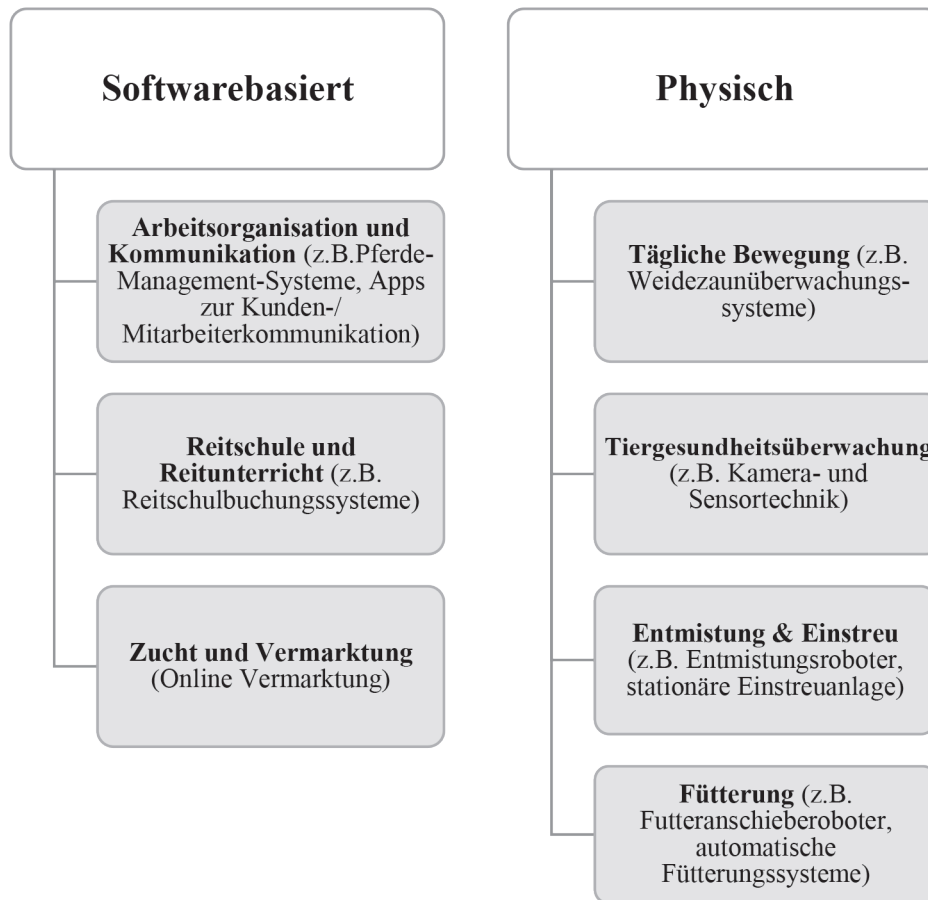 Softwarebasiert
Arbeitsorganisation und
Kommunikation (z.B.Pferde-
Management-Systeme, Apps
zur Kunden-/
Mitarbeiterkommunikation)
Reitschule und
Reitunterricht (z.B.
Reitschulbuchungssysteme)
Zucht und Vermarktung
(Online Vermarktung)
Physisch
Tägliche Bewegung (z.B.
Weidezaunüberwachungs-
systeme)
Tiergesundheitsüberwachung
(z.B. Kamera- und
Sensortechnik)
Entmistung & Einstreu
(z.B. Entmistungsroboter,
stationäre Einstreuanlage)
Fütterung (z.B.
Futteranschieberoboter,
automatische
Fütterungssysteme)